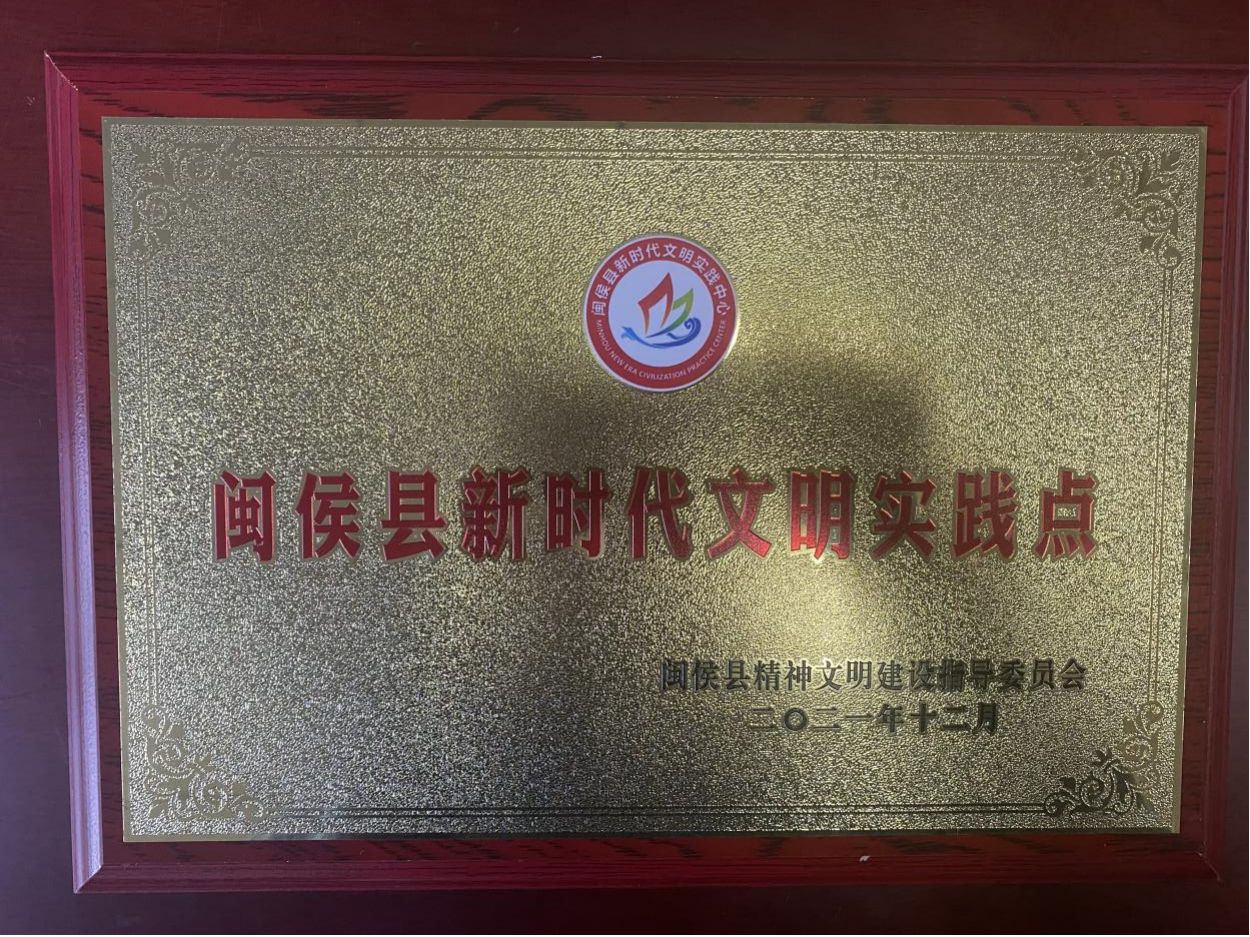 闽侯县新时代文明实践中心
MINHOU NEW ERA CIVILIZATION PRACTICE CENTER
闽侯县新时代文明实践点
闽侯县精神文明建设指导委员会
二〇二一年十二月